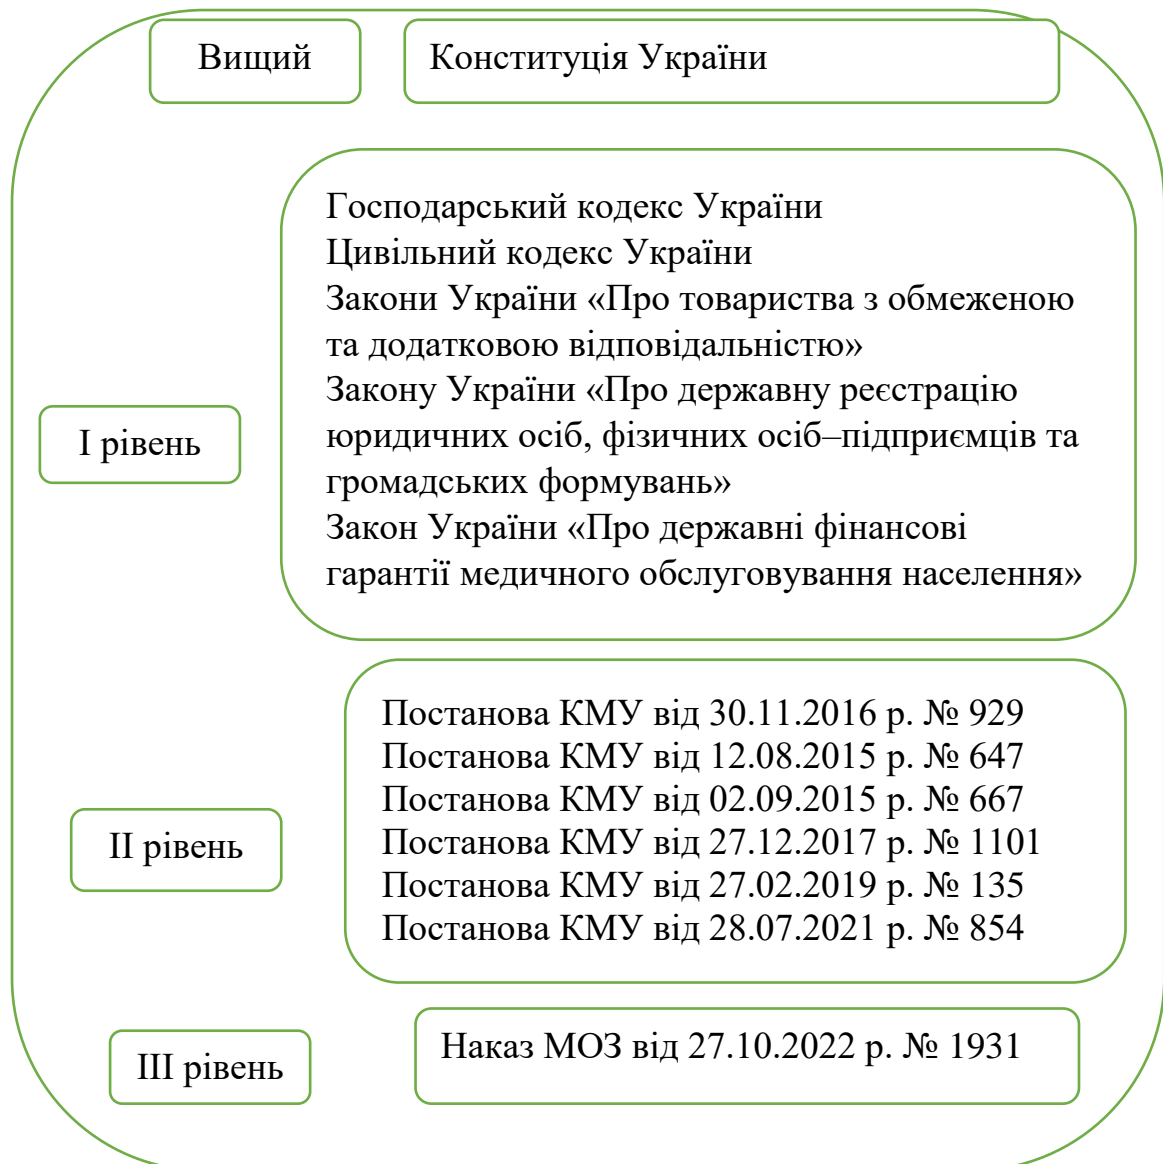 Вищий
Конституція України
Господарський кодекс України
Цивільний кодекс України
Закони України «Про товариства з обмеженою
та додатковою відповідальністю»
Закону України «Про державну реєстрацію
юридичних осіб, фізичних осіб–підприємців та
громадських формувань»
Закон України «Про державні фінансові
гарантії медичного обслуговування населення»
І рівень
Постанова КМУ від 30.11.2016 р. № 929
Постанова КМУ від 12.08.2015 р. № 647
Постанова КМУ від 02.09.2015 р. № 667
Постанова КМУ від 27.12.2017 р. № 1101
Постанова КМУ від 27.02.2019 р. № 135
Постанова КМУ від 28.07.2021 р. № 854
ІІ рівень
Наказ МОЗ від 27.10.2022 р. № 1931
ІІІ рівень